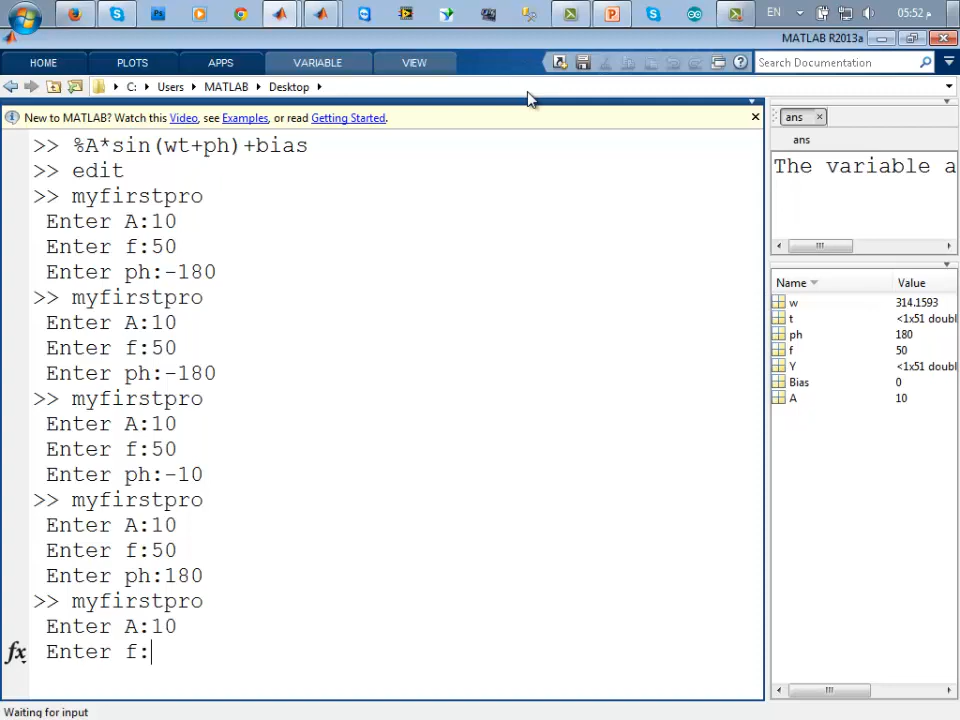 EN
05:52 م
MATLAB R2013a
HOME
PLOTS
APPS
VARIABLE
VIEW
Search Documentation
C: Users MATLAB Desktop
New to MATLAB? Watch this Video, see Examples, or read Getting Started.
>> %A*sin(wt+ph)+bias
>> edit
>> myfirstpro
Enter A:10
Enter f:50
Enter ph:-180
>> myfirstpro
Enter A:10
Enter f:50
Enter ph:-180
>> myfirstpro
Enter A:10
Enter f:50
Enter ph:-10
>> myfirstpro
Enter A:10
Enter f:50
Enter ph:180
>> myfirstpro
Enter A:10
fx Enter f:
ans
ans
The variable a
Name Value
w 314.1593
t <1x51 doubl
ph 180
f 50
Y <1x51 doubl
Bias 0
A 10
Waiting for input